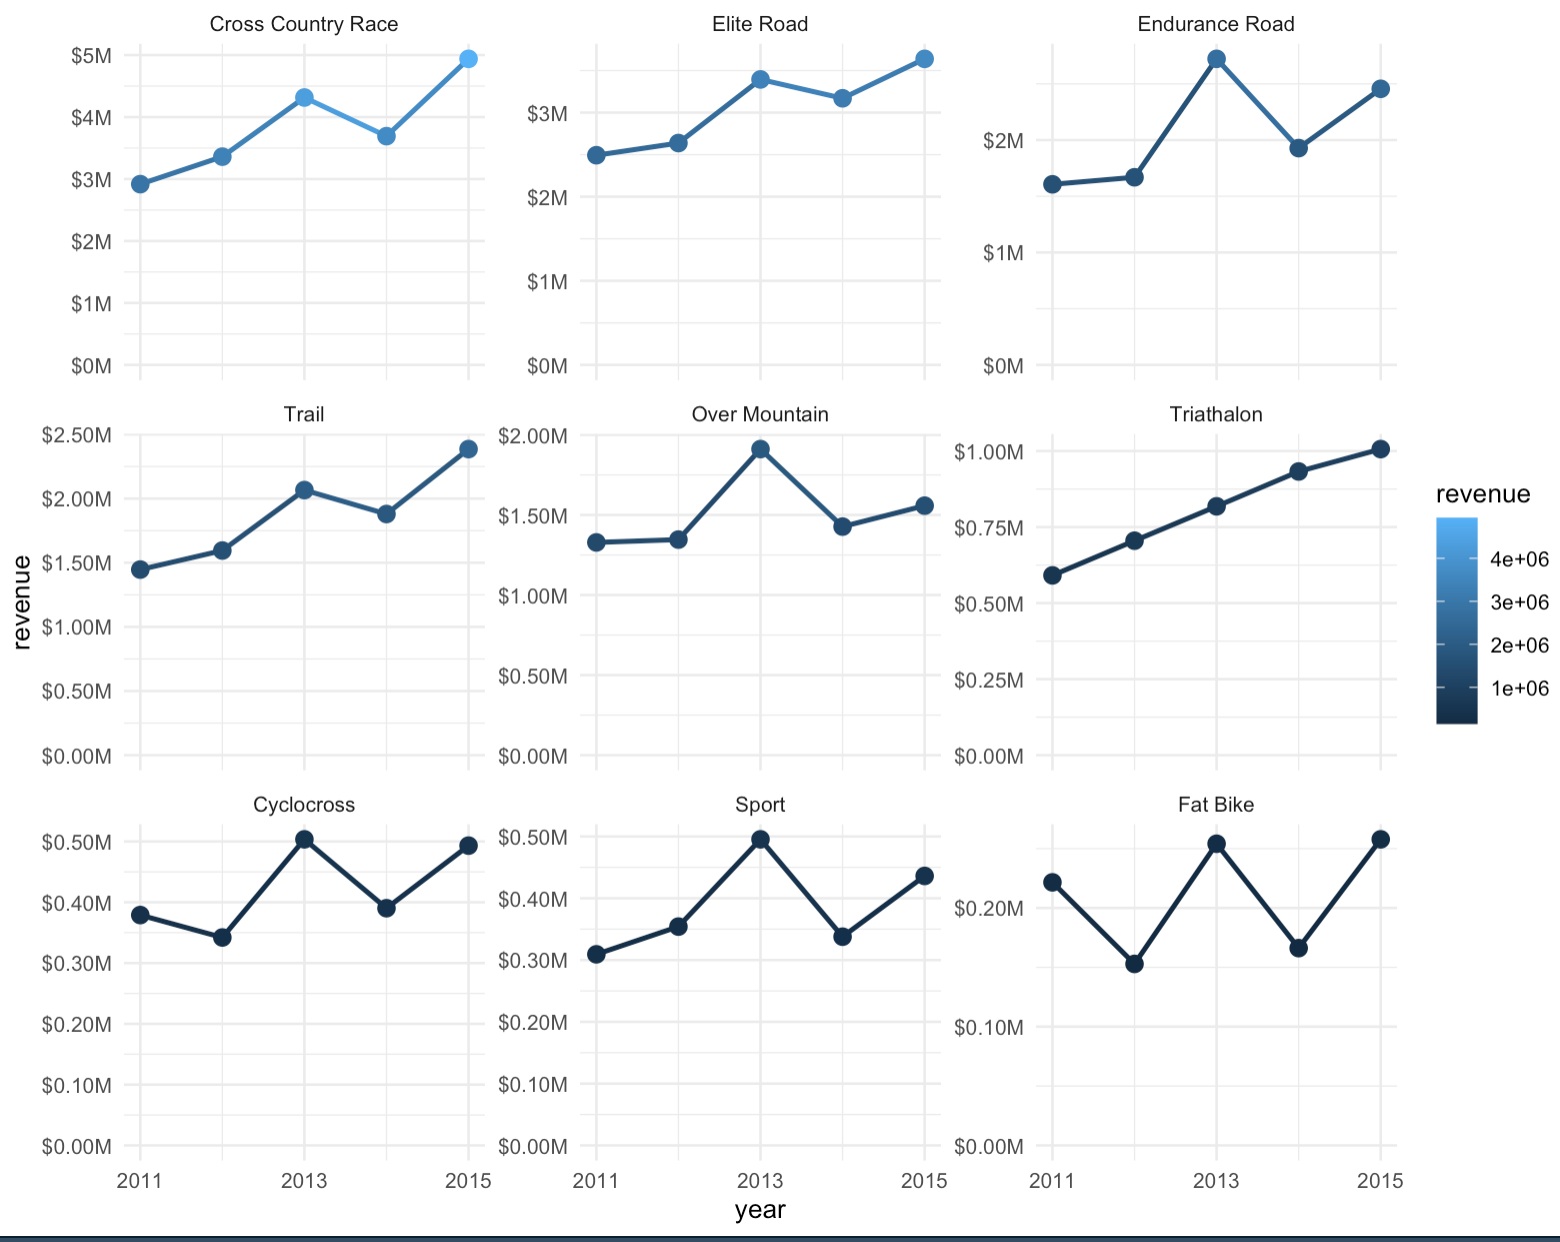 Cross Country Race
$5M
$4M
$3M
$2M
$1M
$0M
Elite Road
$3M
$2M
$1M
$0M
Endurance Road
$2M
$1M
$0M
Trail
$2.50M
$2.00M
$1.50M
$1.00M
$0.50M
$0.00M
Over Mountain
$2.00M
$1.50M
$1.00M
$0.50M
$0.00M
Triathalon
$1.00M
$0.75M
$0.50M
$0.25M
$0.00M
Cyclocross
$0.50M
$0.40M
$0.30M
$0.20M
$0.10M
$0.00M
2011 2013 2015
Sport
$0.50M
$0.40M
$0.30M
$0.20M
$0.10M
$0.00M
2011 2013 2015
Fat Bike
$0.20M
$0.10M
$0.00M
2011 2013 2015
revenue
year
revenue
4e+06
3e+06
2e+06
1e+06